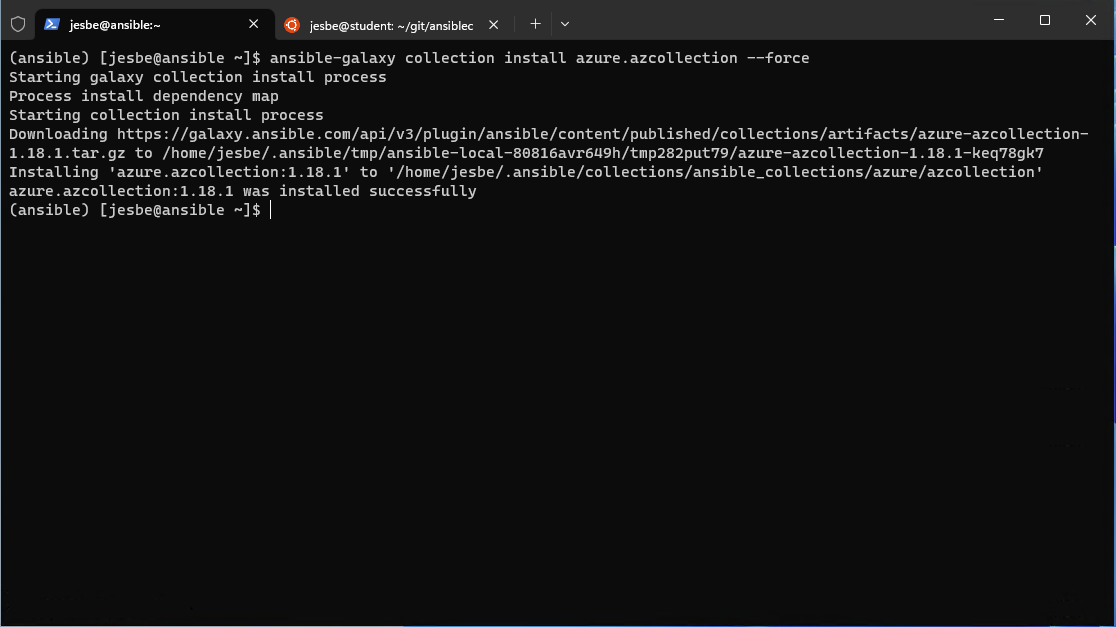 jesbe@ansible:~
jesbe@student: ~/git/ansiblec
(ansible) [jesbe@ansible ~]$ ansible-galaxy collection install azure.azcollection --force
Starting galaxy collection install process
Process install dependency map
Starting collection install process
Downloading https://galaxy.ansible.com/api/v3/plugin/ansible/content/published/collections/artifacts/azure-azcollection-
1.18.1.tar.gz to /home/jesbe/.ansible/tmp/ansible-local-80816avr649h/tmp282put79/azure-azcollection-1.18.1-keq78gk7
Installing 'azure.azcollection:1.18.1' to '/home/jesbe/.ansible/collections/ansible_collections/azure/azcollection'
azure.azcollection:1.18.1 was installed successfully
(ansible) [jesbe@ansible ~]$